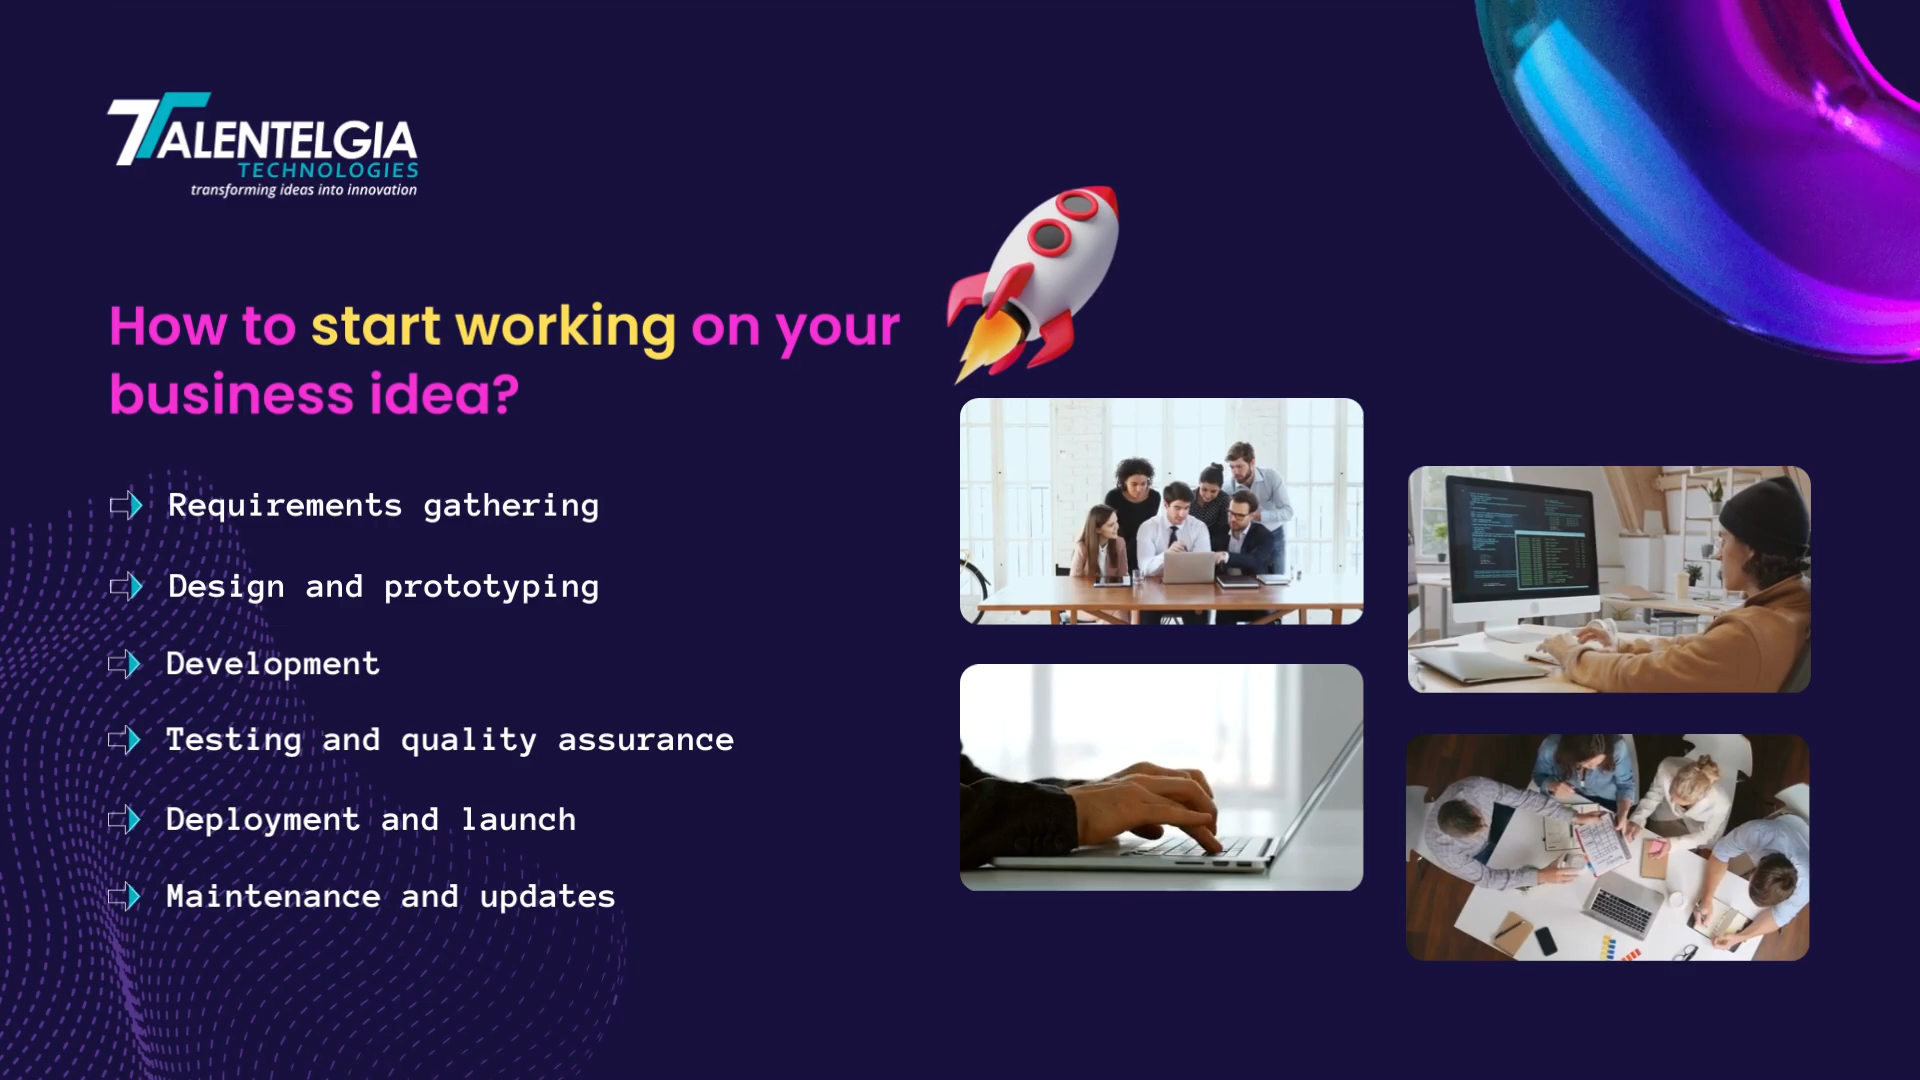 TALENTELGIA
TECHNOLOGIES
transforming ideas into innovation
How to start working on your
business idea?
Requirements gathering
Design and prototyping
Development
Testing and quality assurance
Deployment and launch
Maintenance and updates